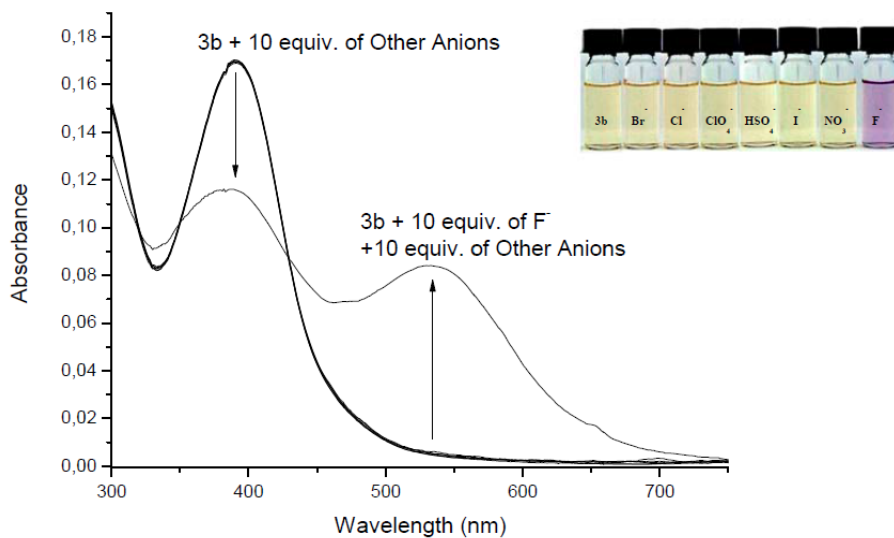 0,18
0,16
0,14
0,12
0,10
0,08
0,06
0,04
0,02
0,00
Absorbance
3b + 10 equiv. of Other Anions
3b + 10 equiv. of F⁻
+10 equiv. of Other Anions
3b
Br⁻
Cl⁻
ClO₄⁻
HSO₄⁻
I⁻
NO₃⁻
F⁻
300 400 500 600 700
Wavelength (nm)